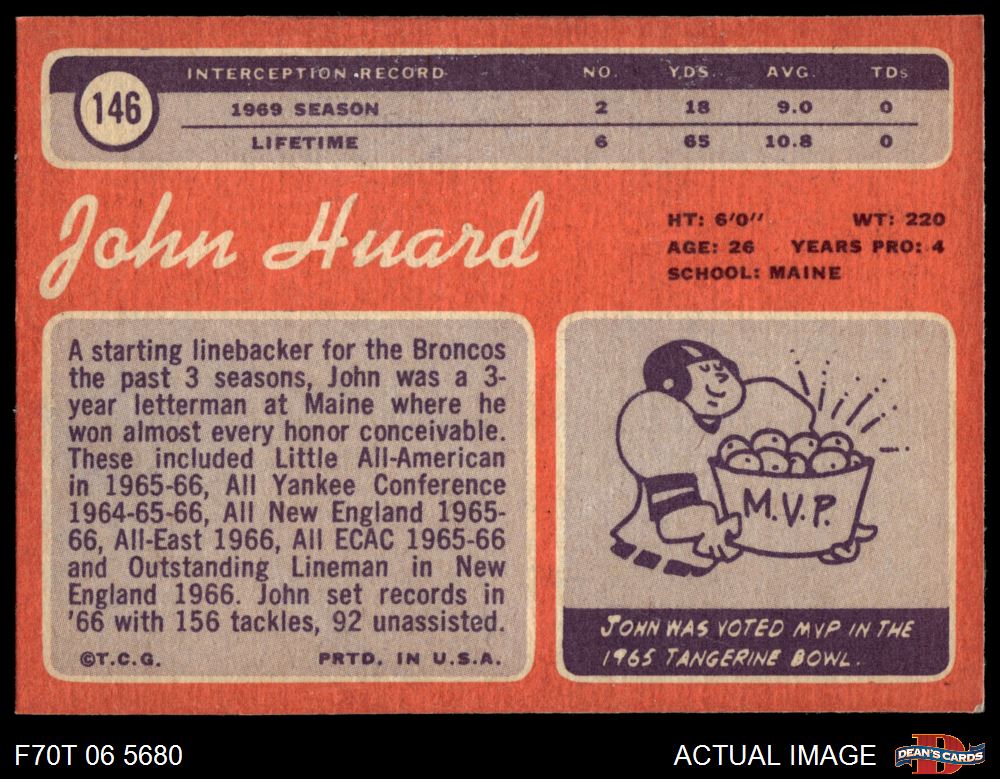 146
INTERCEPTION RECORD NO. YDS. AVG. TDs
1969 SEASON 2 18 9.0 0
LIFETIME 6 65 10.8 0
John Huard
HT: 6'0'' WT: 220
AGE: 26 YEARS PRO: 4
SCHOOL: MAINE
A starting linebacker for the Broncos
the past 3 seasons, John was a 3-
year letterman at Maine where he
won almost every honor conceivable.
These included Little All-American
in 1965-66, All Yankee Conference
1964-65-66, All New England 1965-
66, All-East 1966, All ECAC 1965-66
and Outstanding Lineman in New
England 1966. John set records in
'66 with 156 tackles, 92 unassisted.
©T.C.G. PRTD. IN U.S.A.
M.V.P.
JOHN WAS VOTED MVP IN THE
1965 TANGERINE BOWL.
F70T 06 5680
ACTUAL IMAGE
D
DEAN'S CARDS